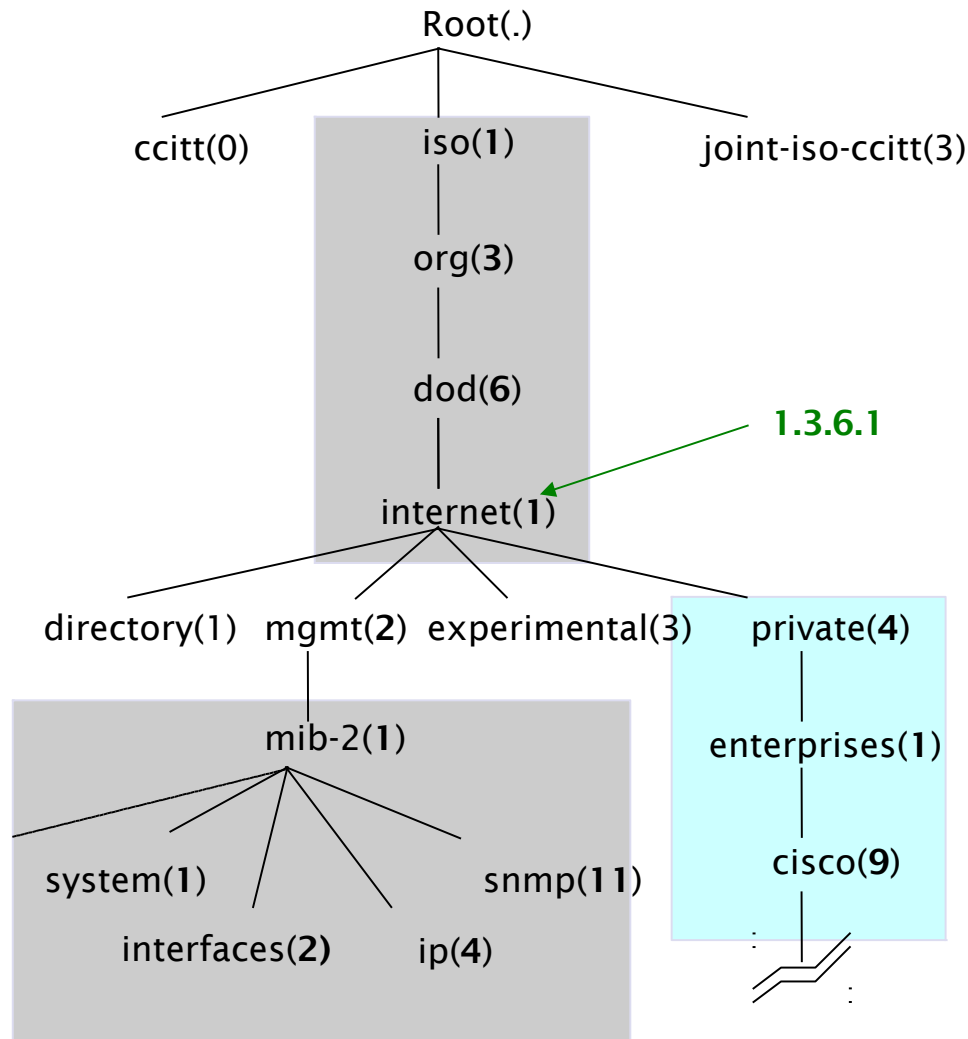 Root(.)
ccitt(0) iso(1) joint-iso-ccitt(3)
org(3)
dod(6)
1.3.6.1
internet(1)
directory(1) mgmt(2) experimental(3) private(4)
mib-2(1) enterprises(1)
system(1) snmp(11) cisco(9)
interfaces(2) ip(4)
:
: